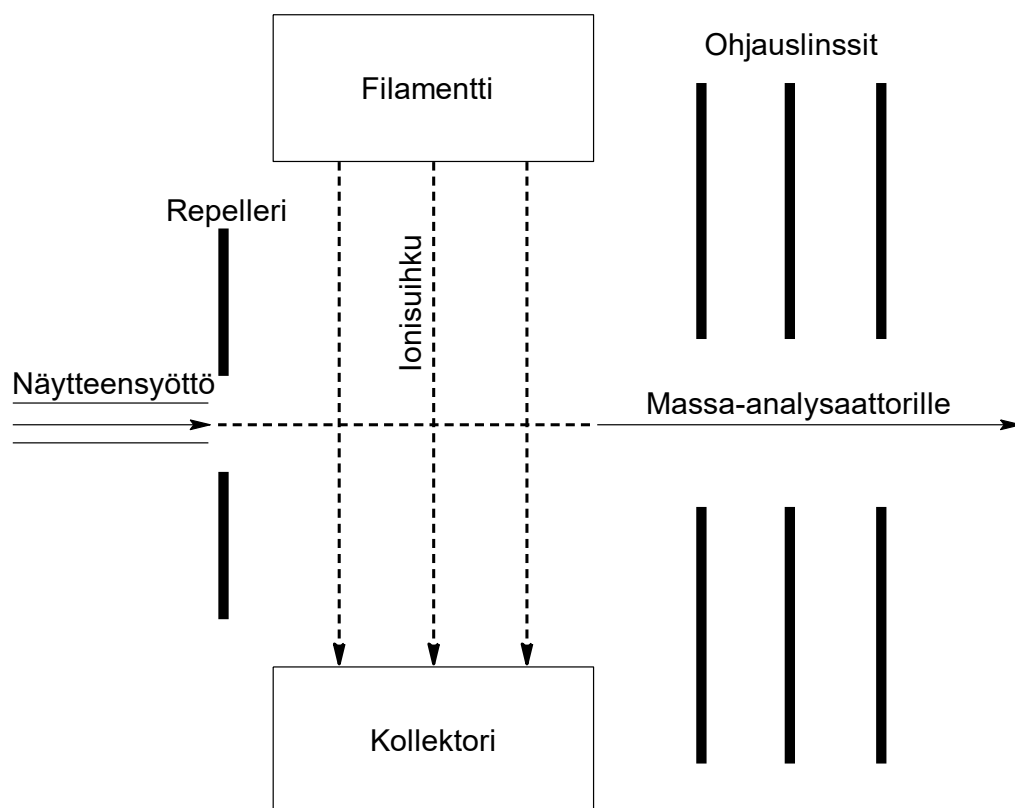 Ohjauslinssit
Filamentti
Repelleri
Ionisuihku
Näytteensyöttö
Massa-analysaattorille
Kollektori